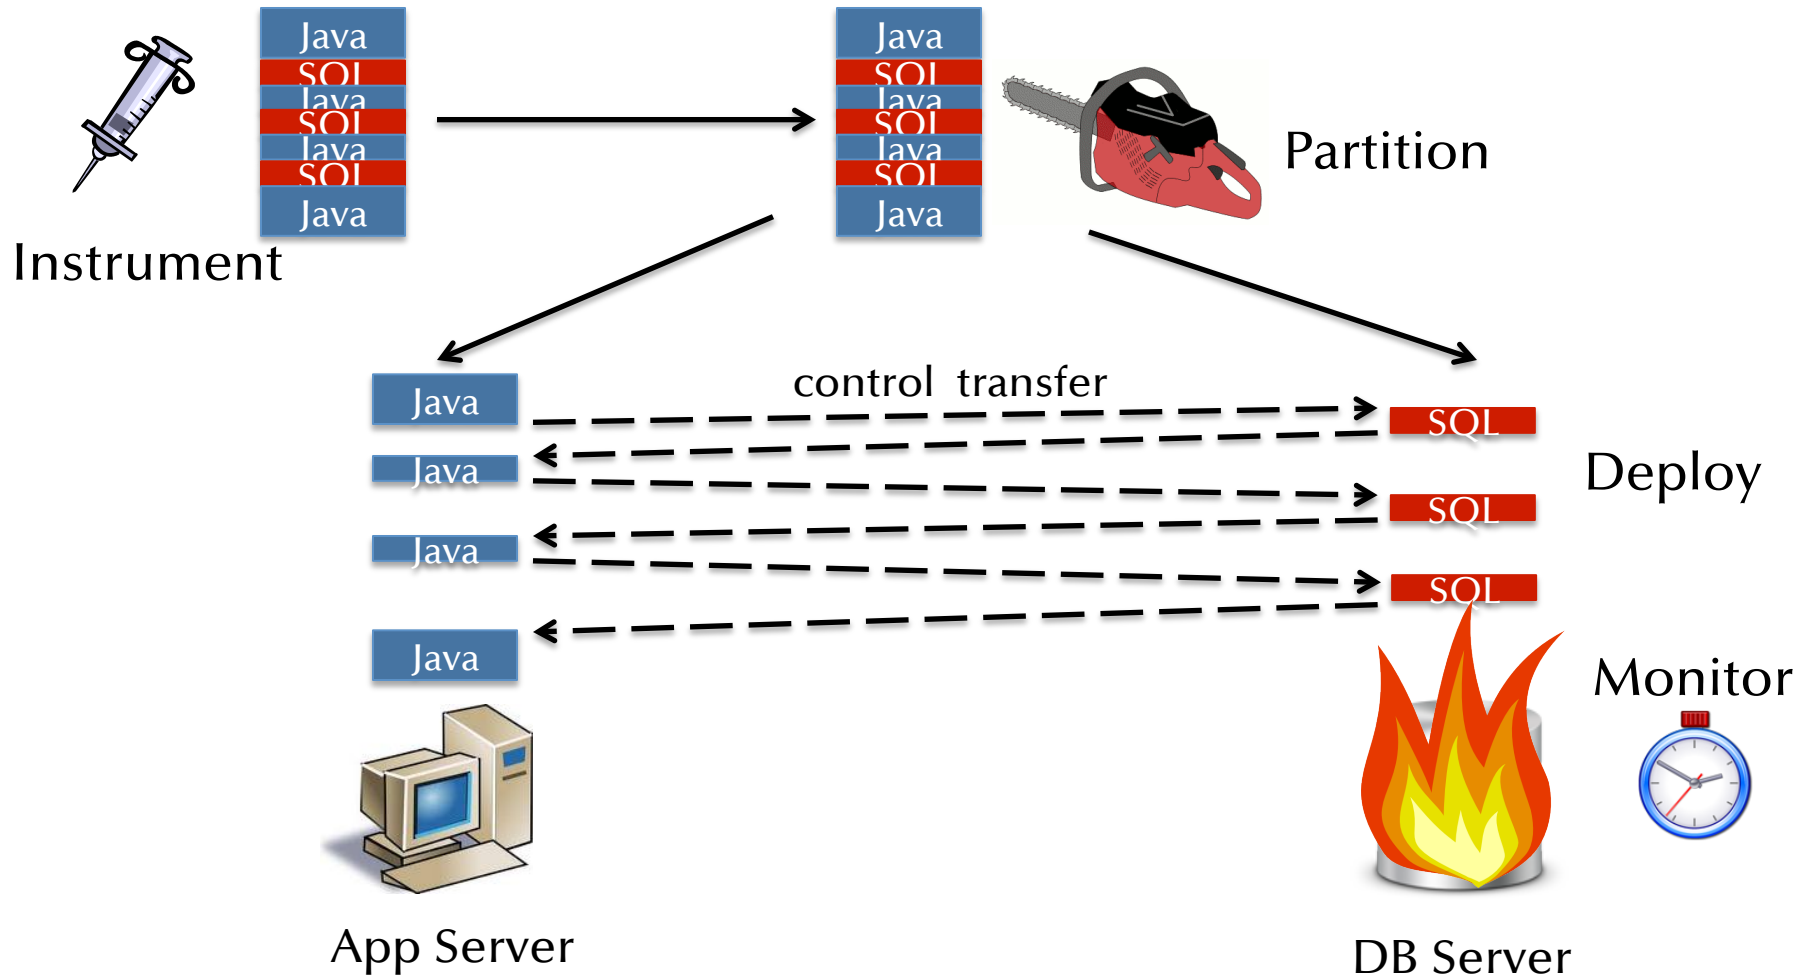 Java
SQL
Java
SQL
Java
SQL
Java
Instrument
Java
SQL
Java
SQL
Java
SQL
Java
Partition
control transfer
Java
SQL
Java
Deploy
SQL
Java
SQL
Java
Monitor
App Server
DB Server